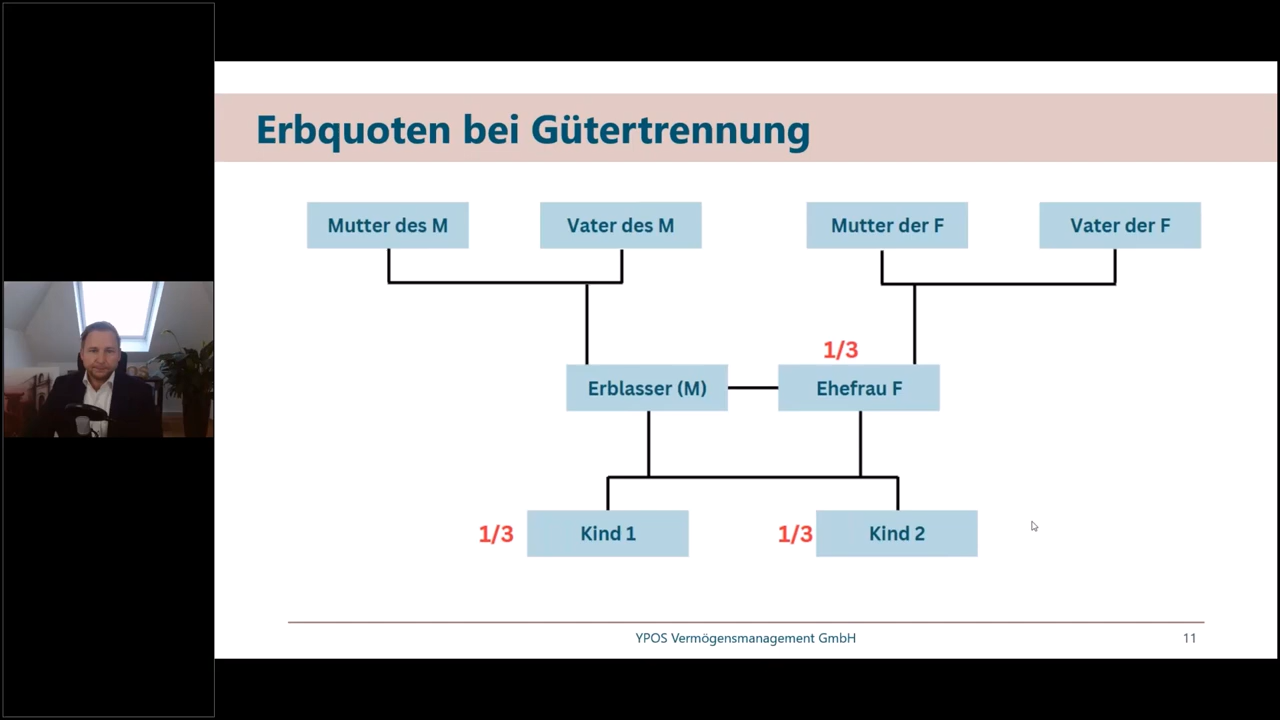 Erbquoten bei Gütertrennung
Mutter des M
Vater des M
Mutter der F
Vater der F
1/3
Erblasser (M)
Ehefrau F
1/3
Kind 1
1/3
Kind 2
YPOS Vermögensmanagement GmbH
11